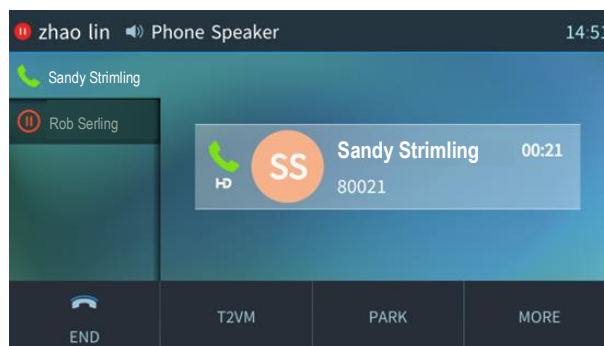 zhao lin Phone Speaker 14:51
Sandy Strimling
Rob Serling
HD
SS
Sandy Strimling 00:21
80021
END
T2VM
PARK
MORE